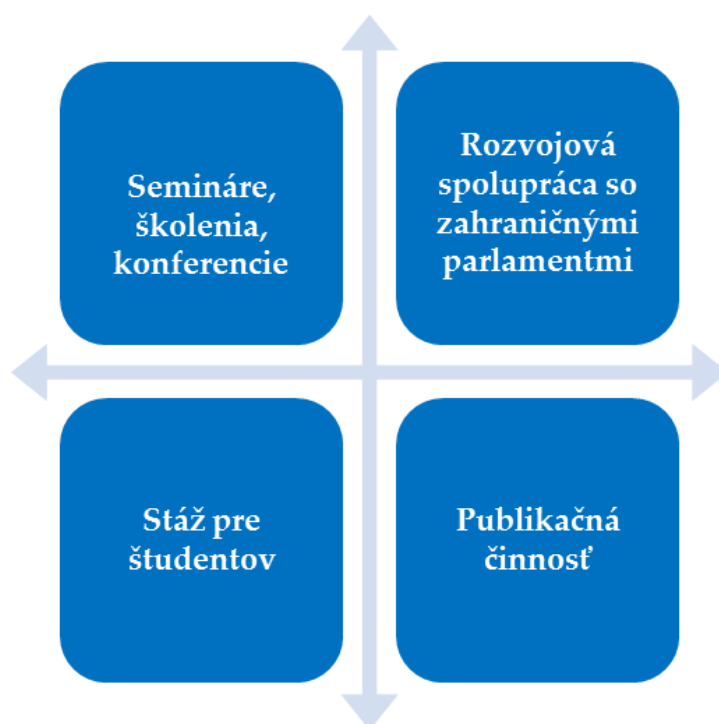 Semináre,
školenia,
konferencie
Rozvojová
spolupráca so
zahraničnými
parlamentmi
Stáž pre
študentov
Publikačná
činnosť